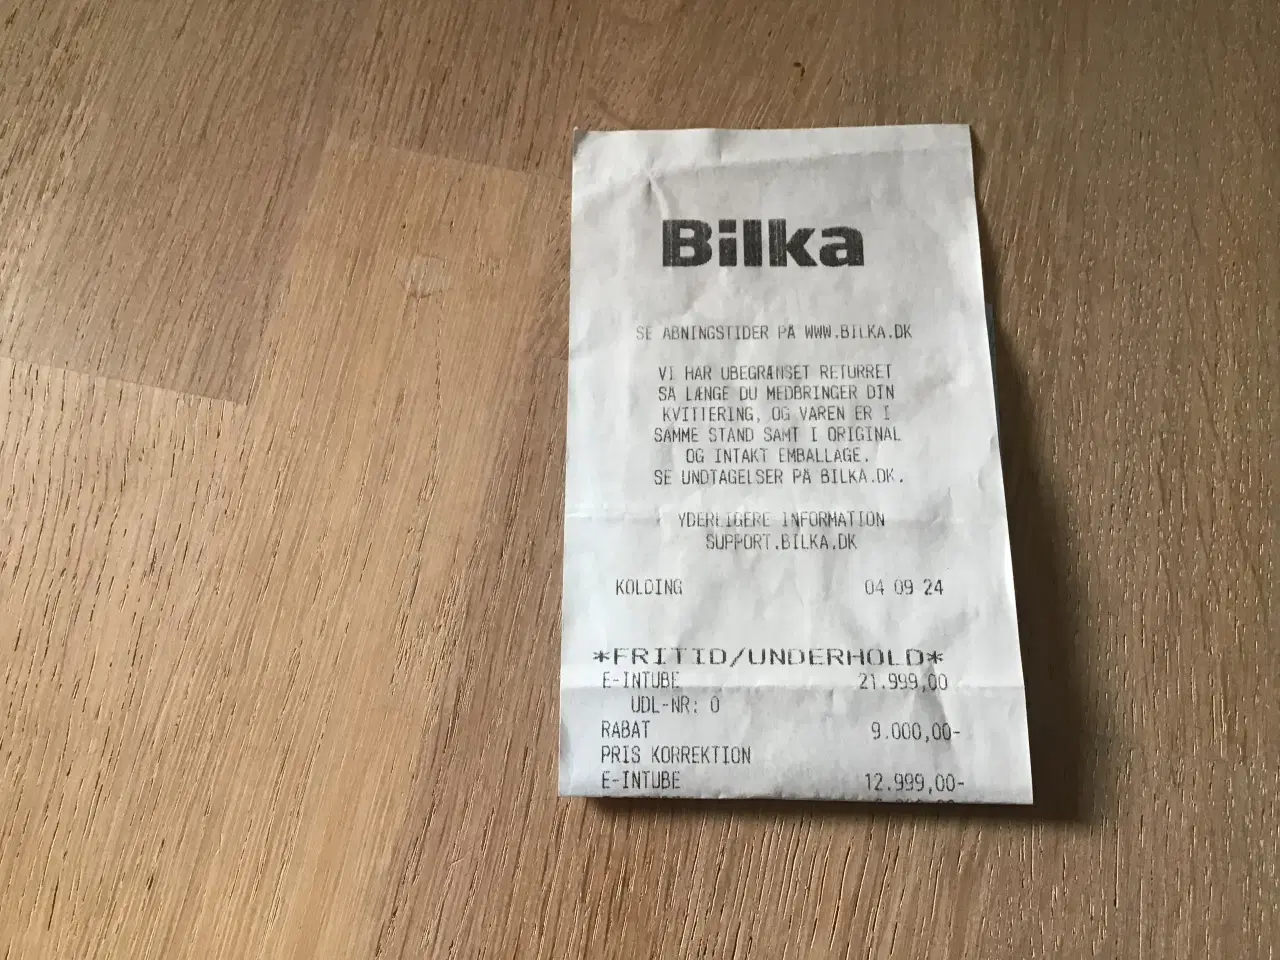 Bilka
SE ÅBNINGSTIDER PÅ WWW.BILKA.DK
VI HAR UBEGRÆNSET RETURRET
SÅ LÆNGE DU MEDBRINGER DIN
KVITTERING, OG VAREN ER I
SAMME STAND SAMT I ORIGINAL
OG INTAKT EMBALLAGE.
SE UNDTAGELSER PÅ BILKA.DK.
YDERLIGERE INFORMATION
SUPPORT.BILKA.DK
KOLDING 04 09 24
*FRITID/UNDERHOLD*
E-INTUBE 21.999,00
UDL-NR: 0
RABAT 9.000,00-
PRIS KORREKTION
E-INTUBE 12.999,00-